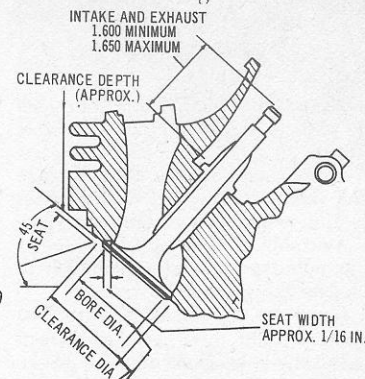 INTAKE AND EXHAUST
1.600 MINIMUM
1.650 MAXIMUM
CLEARANCE DEPTH
(APPROX.)
45
SEAT
BORE DIA.
CLEARANCE DIA
SEAT WIDTH
APPROX. 1/16 IN.